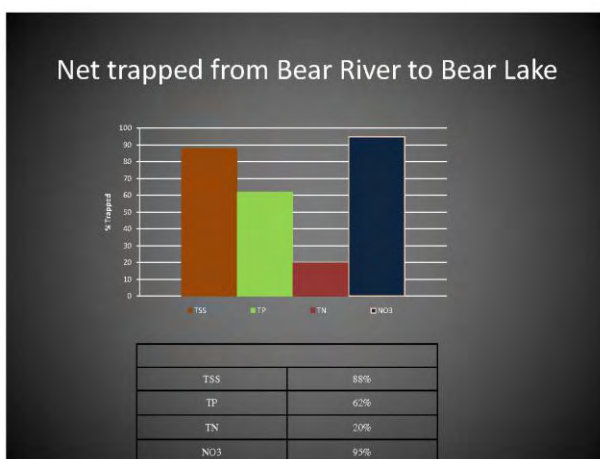 Net trapped from Bear River to Bear Lake
100
90
80
70
60
50
40
30
20
10
0
% Trapped
TSS TP TN NO3
TSS 88%
TP 62%
TN 20%
NO3 95%